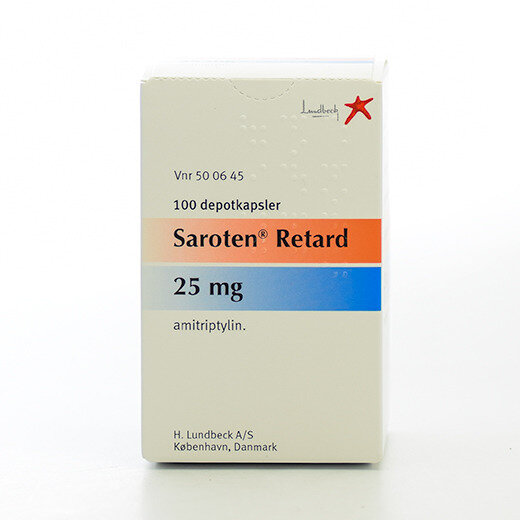 Lundbeck
Vnr 50 06 45
100 depotkapsler
Saroten® Retard
25 mg
amitriptylin.
H. Lundbeck A/S
København, Danmark